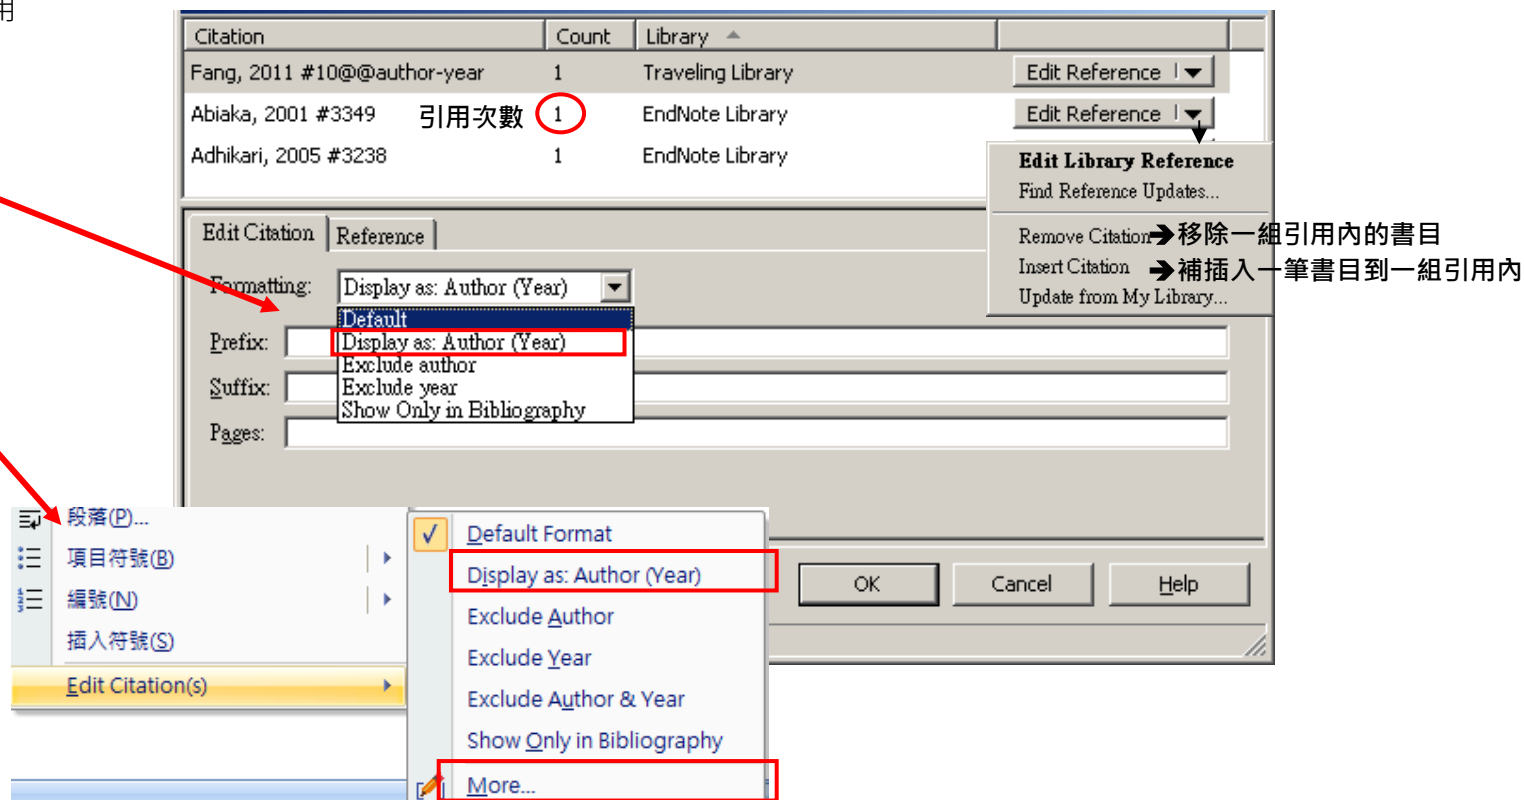 用
Citation Count Library
Fang, 2011 #10@@author-year 1 Traveling Library Edit Reference
Abiaka, 2001 #3349 引用次數 1 EndNote Library Edit Reference
Adhikari, 2005 #3238 1 EndNote Library
Edit Library Reference
Find Reference Updates...
Remove Citation➔移除一組引用內的書目
Insert Citation ➔補插入一筆書目到一組引用內
Update from My Library...
Edit Citation Reference
Formatting: Display as: Author (Year)
Default
Display as: Author (Year)
Exclude author
Exclude year
Show Only in Bibliography
Prefix:
Suffix:
Pages:
OK Cancel Help
段落(P)...
項目符號(B)
編號(N)
插入符號(S)
Edit Citation(s)
Default Format
Display as: Author (Year)
Exclude Author
Exclude Year
Exclude Author & Year
Show Only in Bibliography
More...